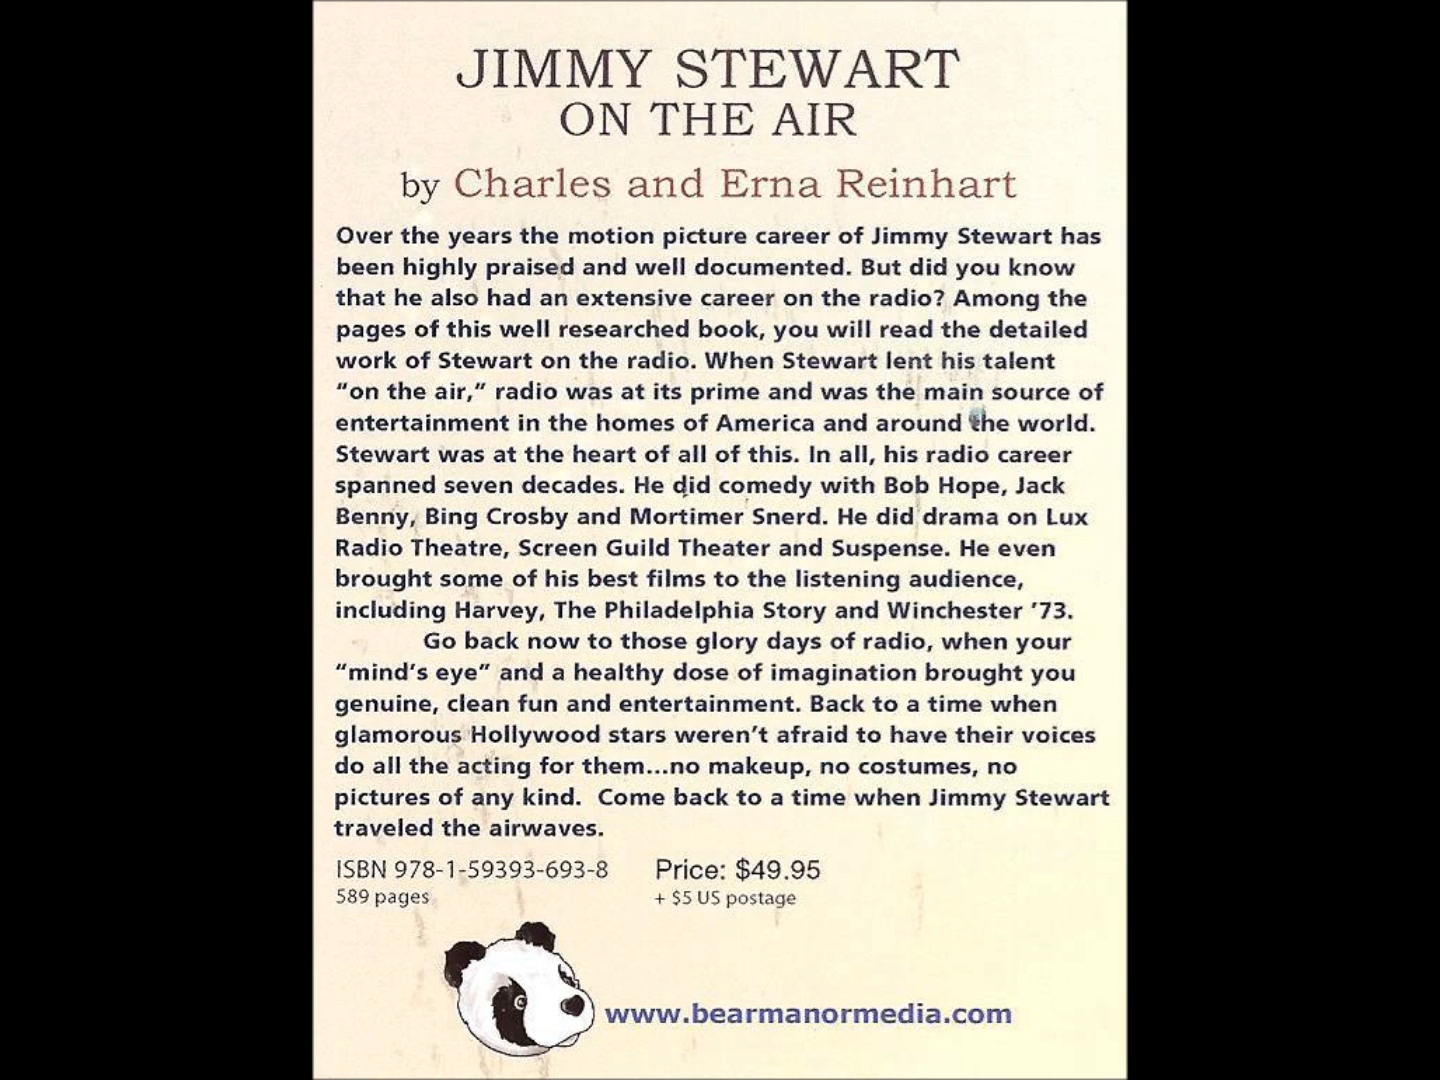 JIMMY STEWART
ON THE AIR
by Charles and Erna Reinhart
Over the years the motion picture career of Jimmy Stewart has
been highly praised and well documented. But did you know
that he also had an extensive career on the radio? Among the
pages of this well researched book, you will read the detailed
work of Stewart on the radio. When Stewart lent his talent
“on the air,” radio was at its prime and was the main source of
entertainment in the homes of America and around the world.
Stewart was at the heart of all of this. In all, his radio career
spanned seven decades. He did comedy with Bob Hope, Jack
Benny, Bing Crosby and Mortimer Snerd. He did drama on Lux
Radio Theatre, Screen Guild Theater and Suspense. He even
brought some of his best films to the listening audience,
including Harvey, The Philadelphia Story and Winchester ’73.
Go back now to those glory days of radio, when your
“mind’s eye” and a healthy dose of imagination brought you
genuine, clean fun and entertainment. Back to a time when
glamorous Hollywood stars weren’t afraid to have their voices
do all the acting for them...no makeup, no costumes, no
pictures of any kind.  Come back to a time when Jimmy Stewart
traveled the airwaves.
ISBN 978-1-59393-693-8 Price: $49.95
589 pages + $5 US postage
www.bearmanormedia.com